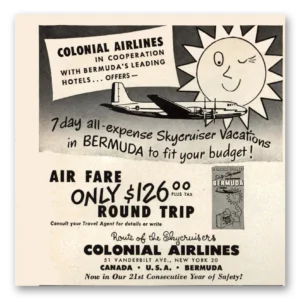 COLONIAL AIRLINES
IN COOPERATION
WITH BERMUDA'S LEADING
HOTELS...OFFERS—
7 day all-expense Skycruiser Vacations
in BERMUDA to fit your budget!
AIR FARE
ONLY $126.00 PLUS TAX
ROUND TRIP
BERMUDA
Consult your Travel Agent for details or write
Route of the Skycruisers
COLONIAL AIRLINES
51 VANDERBILT AVE., NEW YORK 20
CANADA • U.S.A. • BERMUDA
Now in Our 21st Consecutive Year of Safety!